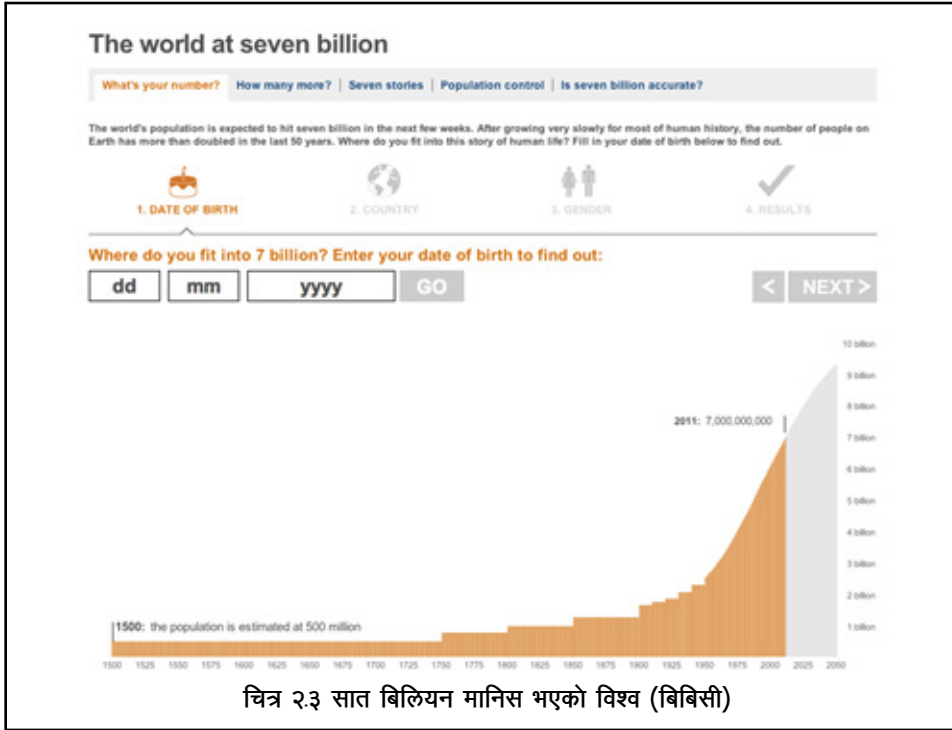 The world at seven billion
What's your number? How many more? | Seven stories | Population control | Is seven billion accurate?
The world's population is expected to hit seven billion in the next few weeks. After growing very slowly for most of human history, the number of people on
Earth has more than doubled in the last 50 years. Where do you fit into this story of human life? Fill in your date of birth below to find out.
1. DATE OF BIRTH 2. COUNTRY 3. GENDER 4. RESULTS
Where do you fit into 7 billion? Enter your date of birth to find out:
dd mm yyyy GO < NEXT >
10 billion
9 billion
8 billion
2011: 7,000,000,000
7 billion
6 billion
5 billion
4 billion
3 billion
2 billion
1500: the population is estimated at 500 million
1 billion
1500 1525 1550 1575 1600 1625 1650 1675 1700 1725 1750 1775 1800 1825 1850 1875 1900 1925 1950 1975 2000 2025 2050
चित्र २.३ सात बिलियन मानिस भएको विश्व (बिबिसी)